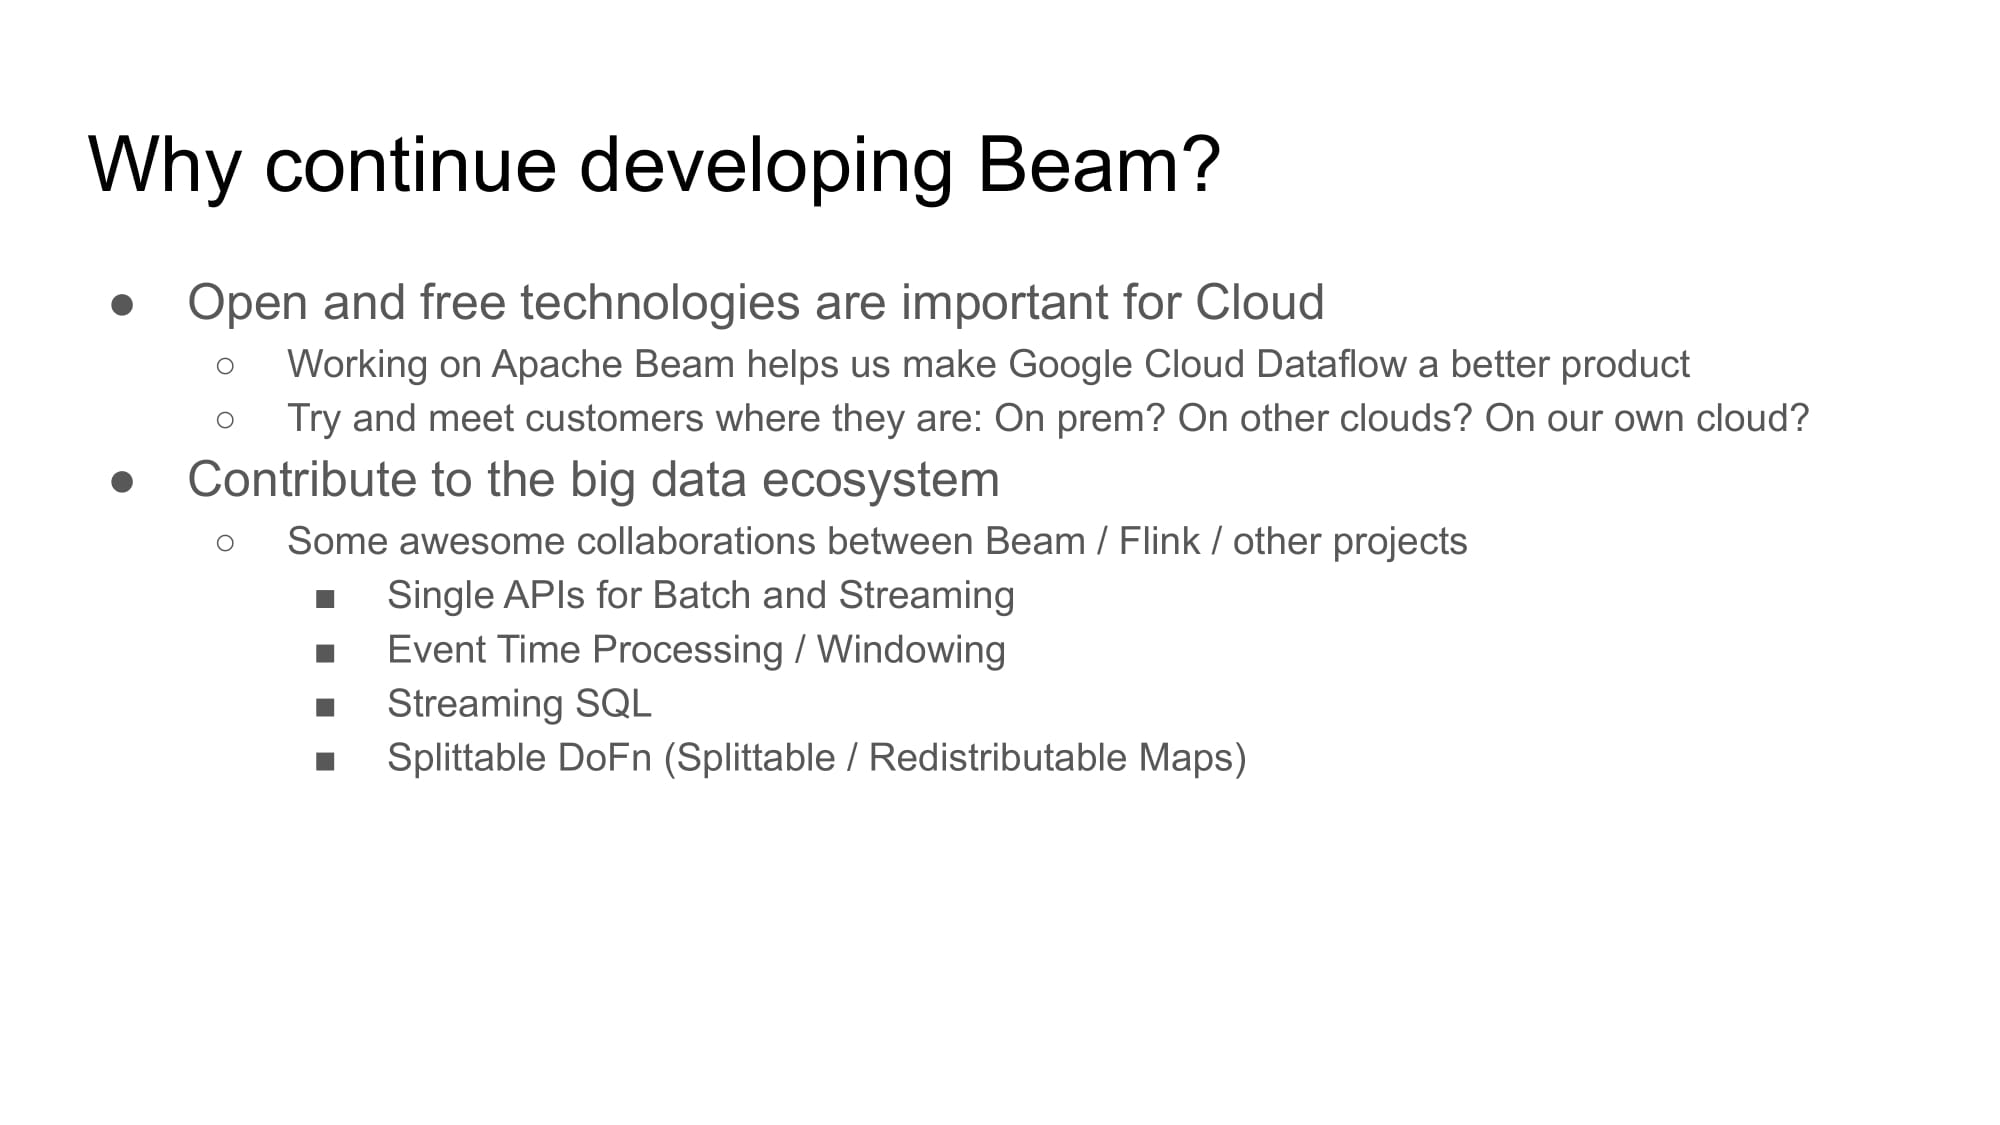 Why continue developing Beam?
● Open and free technologies are important for Cloud
○ Working on Apache Beam helps us make Google Cloud Dataflow a better product
○ Try and meet customers where they are: On prem? On other clouds? On our own cloud?
● Contribute to the big data ecosystem
○ Some awesome collaborations between Beam / Flink / other projects
■ Single APIs for Batch and Streaming
■ Event Time Processing / Windowing
■ Streaming SQL
■ Splittable DoFn (Splittable / Redistributable Maps)